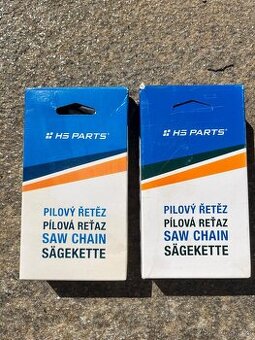 HS PARTS
PILOVÝ ŘETĚZ
PÍLOVÁ REŤAZ
SAW CHAIN
SÄGEKETTE
HS PARTS
PILOVÝ ŘETĚZ
PÍLOVÁ REŤAZ
SAW CHAIN
SÄGEKETTE